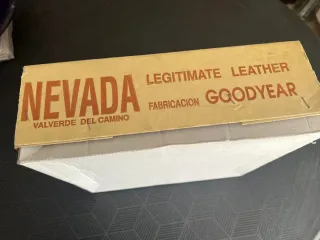 NEVADA
VALVERDE DEL CAMINO
LEGITIMATE LEATHER
FABRICACION GOODYEAR